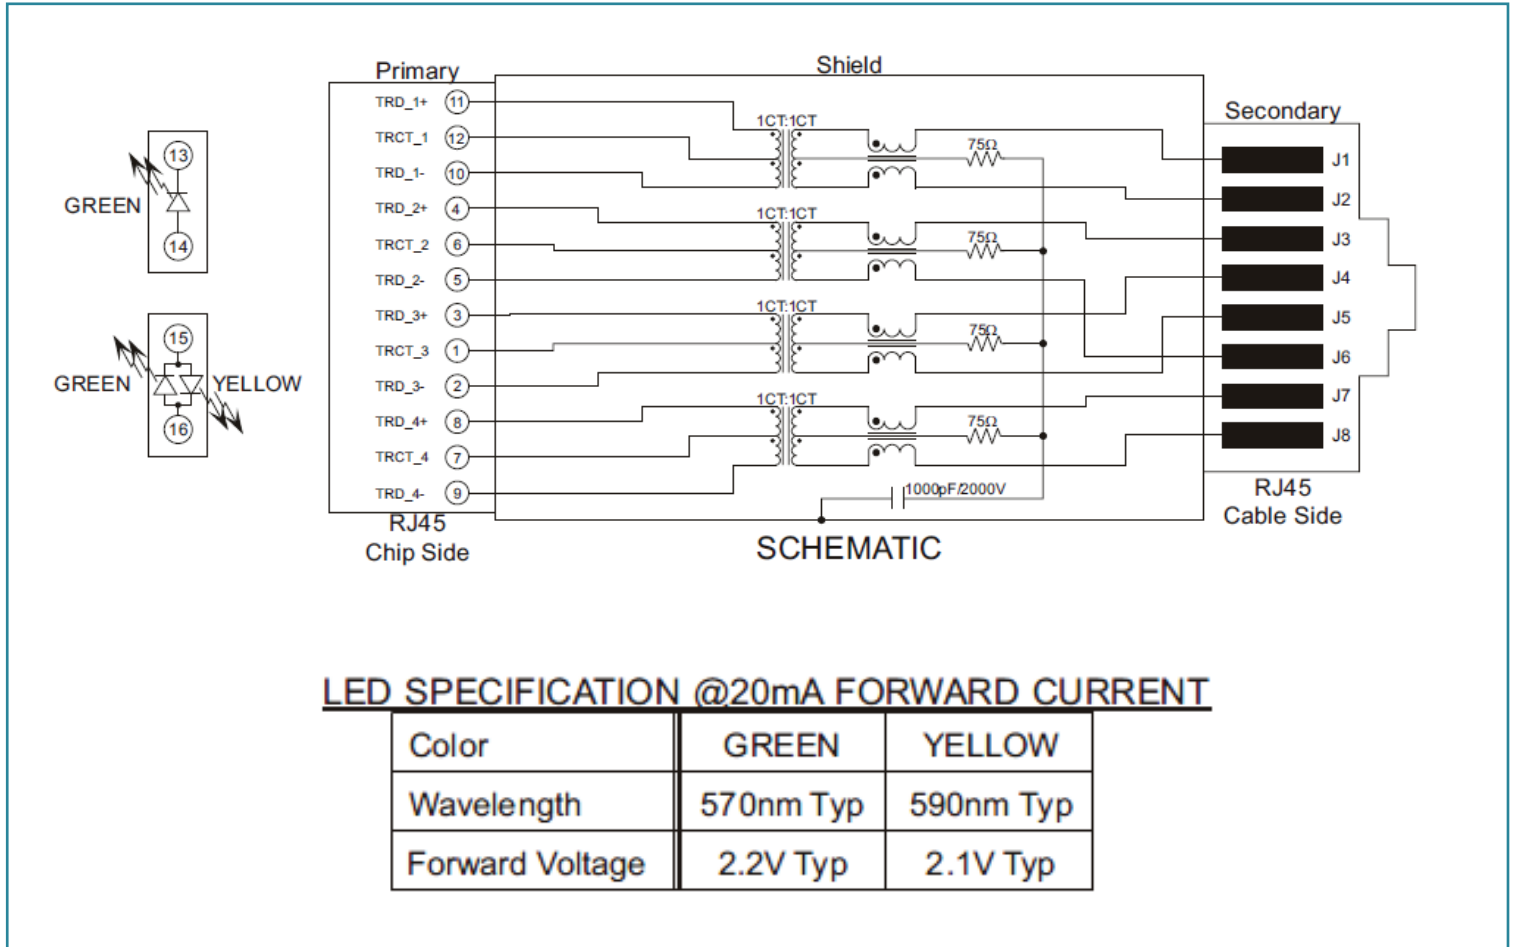 Primary
Shield
Secondary
TRD_1+ 11
TRCT_1 12
TRD_1- 10
TRD_2+ 4
TRCT_2 6
TRD_2- 5
TRD_3+ 3
TRCT_3 1
TRD_3- 2
TRD_4+ 8
TRCT_4 7
TRD_4- 9
RJ45
Chip Side
13
GREEN
14
15
GREEN YELLOW
16
1CT:1CT
75Ω
1CT:1CT
75Ω
1CT:1CT
75Ω
1CT:1CT
75Ω
1000pF/2000V
J1
J2
J3
J4
J5
J6
J7
J8
RJ45
Cable Side
SCHEMATIC
LED SPECIFICATION @20mA FORWARD CURRENT
Color GREEN YELLOW
Wavelength 570nm Typ 590nm Typ
Forward Voltage 2.2V Typ 2.1V Typ